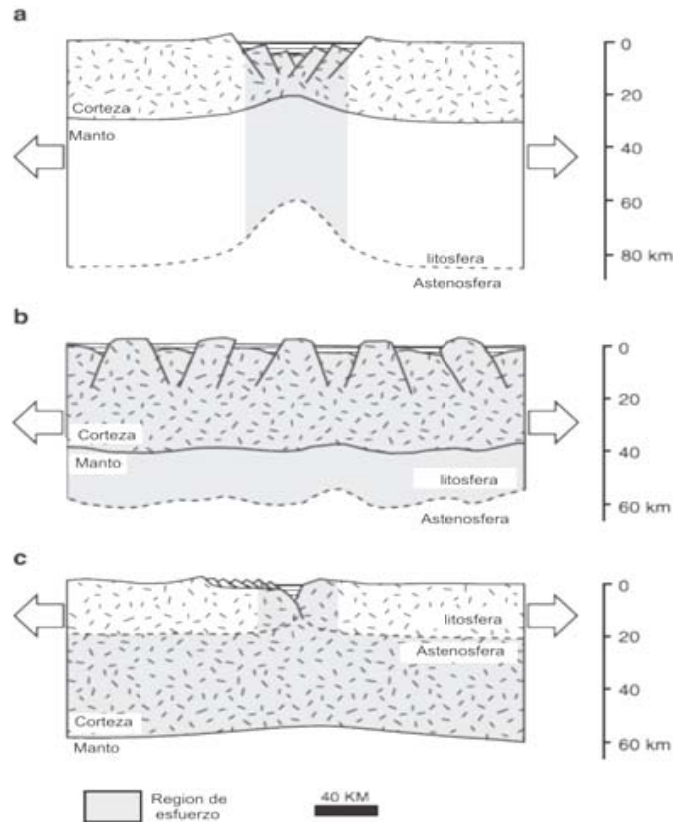 a
0
20
Corteza
Manto
40
60
litosfera
80 km
Astenosfera
b
0
20
Corteza
Manto
40
litosfera
60 km
Astenosfera
c
0
litosfera
20
Astenosfera
40
Corteza
Manto
60 km
Region de
esfuerzo
40 KM